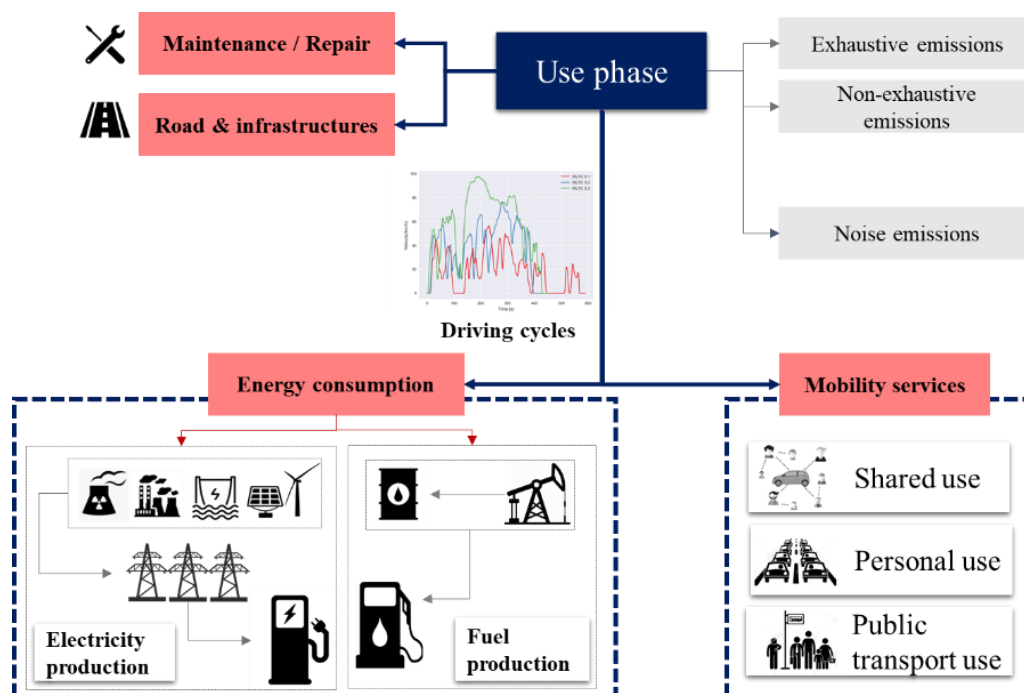 Maintenance / Repair
Use phase
Exhaustive emissions
Non-exhaustive
emissions
Road & infrastructures
Noise emissions
Time (s)
Driving cycles
Energy consumption
Mobility services
Shared use
Personal use
Public
transport use
Electricity
production
Fuel
production